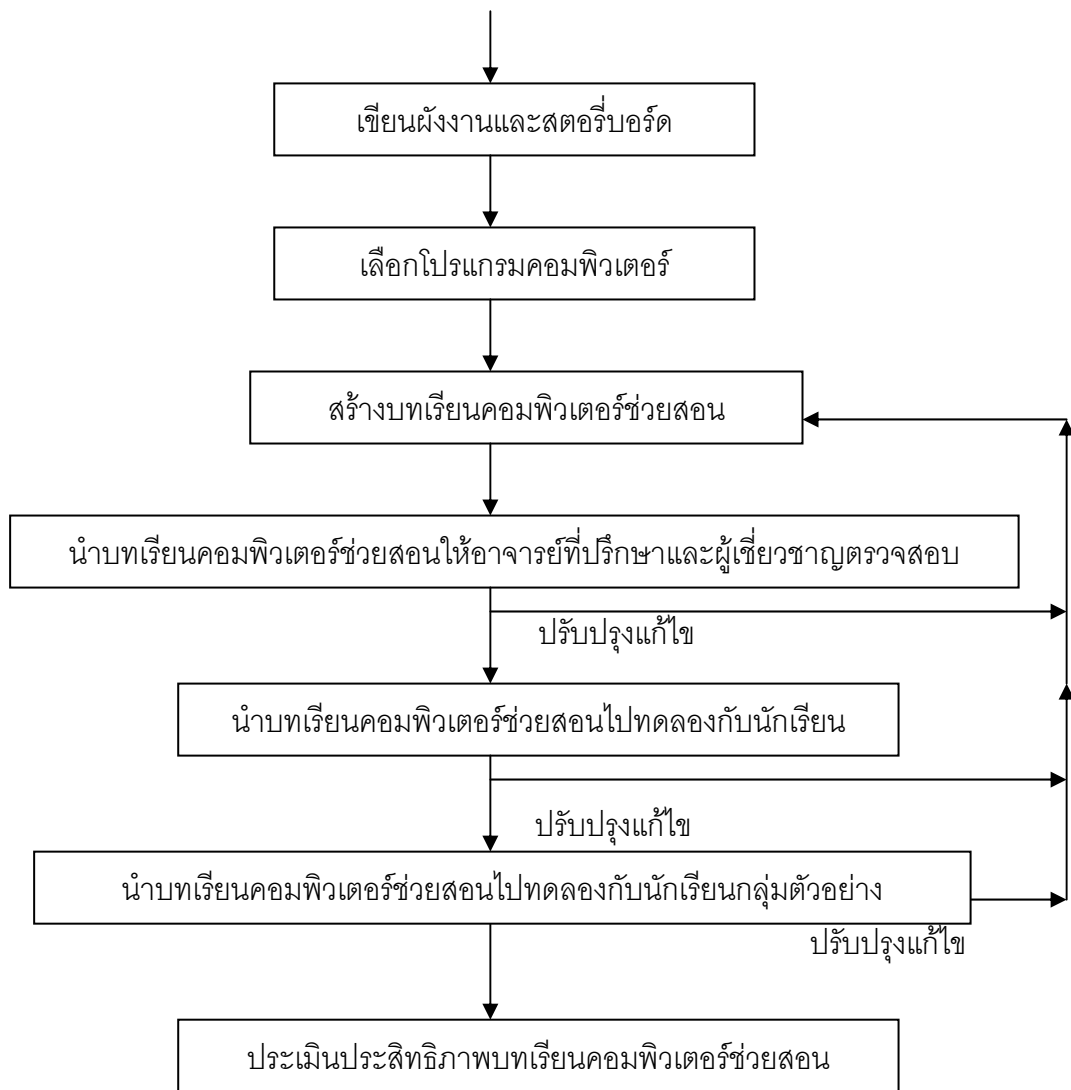 เขียนผังงานและสตอรี่บอร์ด
เลือกโปรแกรมคอมพิวเตอร์
สร้างบทเรียนคอมพิวเตอร์ช่วยสอน
นำบทเรียนคอมพิวเตอร์ช่วยสอนให้อาจารย์ที่ปรึกษาและผู้เชี่ยวชาญตรวจสอบ
ปรับปรุงแก้ไข
นำบทเรียนคอมพิวเตอร์ช่วยสอนไปทดลองกับนักเรียน
ปรับปรุงแก้ไข
นำบทเรียนคอมพิวเตอร์ช่วยสอนไปทดลองกับนักเรียนกลุ่มตัวอย่าง
ปรับปรุงแก้ไข
ประเมินประสิทธิภาพบทเรียนคอมพิวเตอร์ช่วยสอน